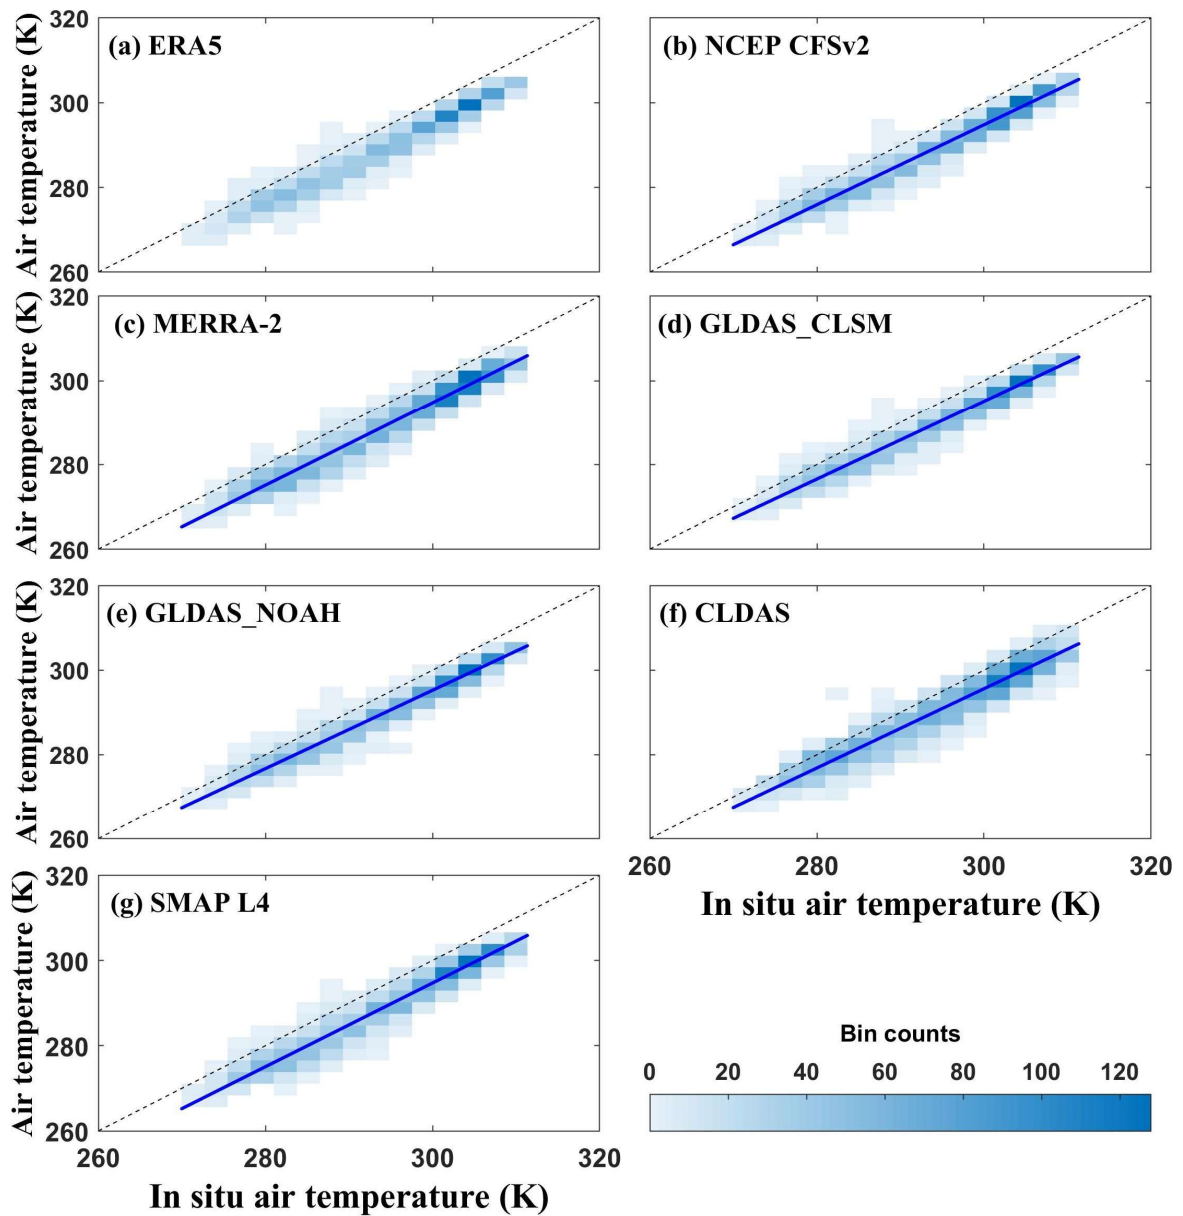 320
300
280
260
Air temperature (K)
(a) ERA5
(b) NCEP CFSv2
320
300
280
260
Air temperature (K)
(c) MERRA-2
(d) GLDAS_CLSM
320
300
280
260
Air temperature (K)
(e) GLDAS_NOAH
(f) CLDAS
260 280 300 320
In situ air temperature (K)
320
300
280
260
Air temperature (K)
(g) SMAP L4
260 280 300 320
In situ air temperature (K)
Bin counts
0 20 40 60 80 100 120